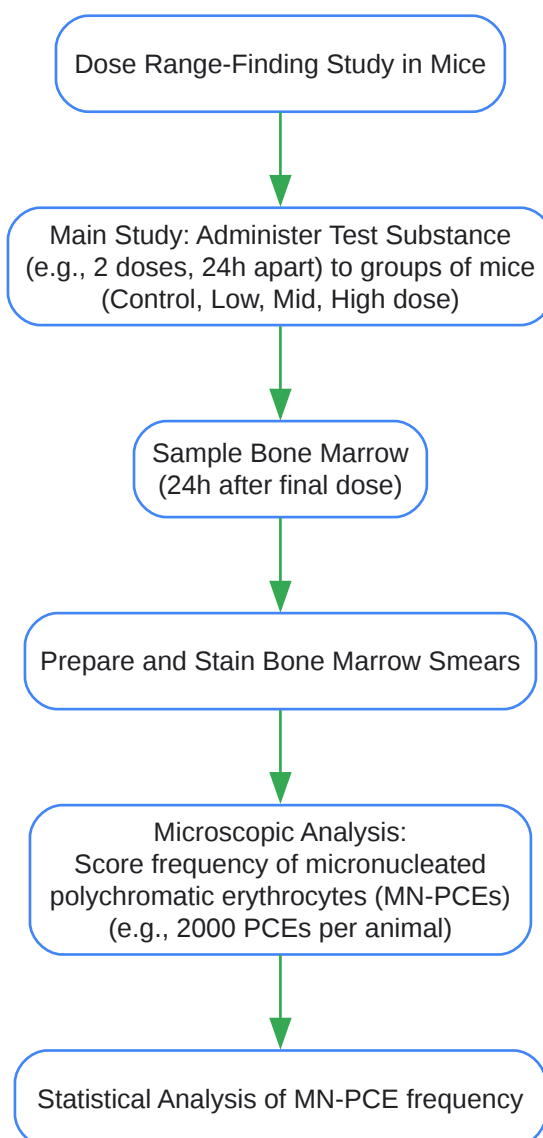 Dose Range-Finding Study in Mice
Main Study: Administer Test Substance
(e.g., 2 doses, 24h apart) to groups of mice
(Control, Low, Mid, High dose)
Sample Bone Marrow
(24h after final dose)
Prepare and Stain Bone Marrow Smears
Microscopic Analysis:
Score frequency of micronucleated
polychromatic erythrocytes (MN-PCEs)
(e.g., 2000 PCEs per animal)
Statistical Analysis of MN-PCE frequency